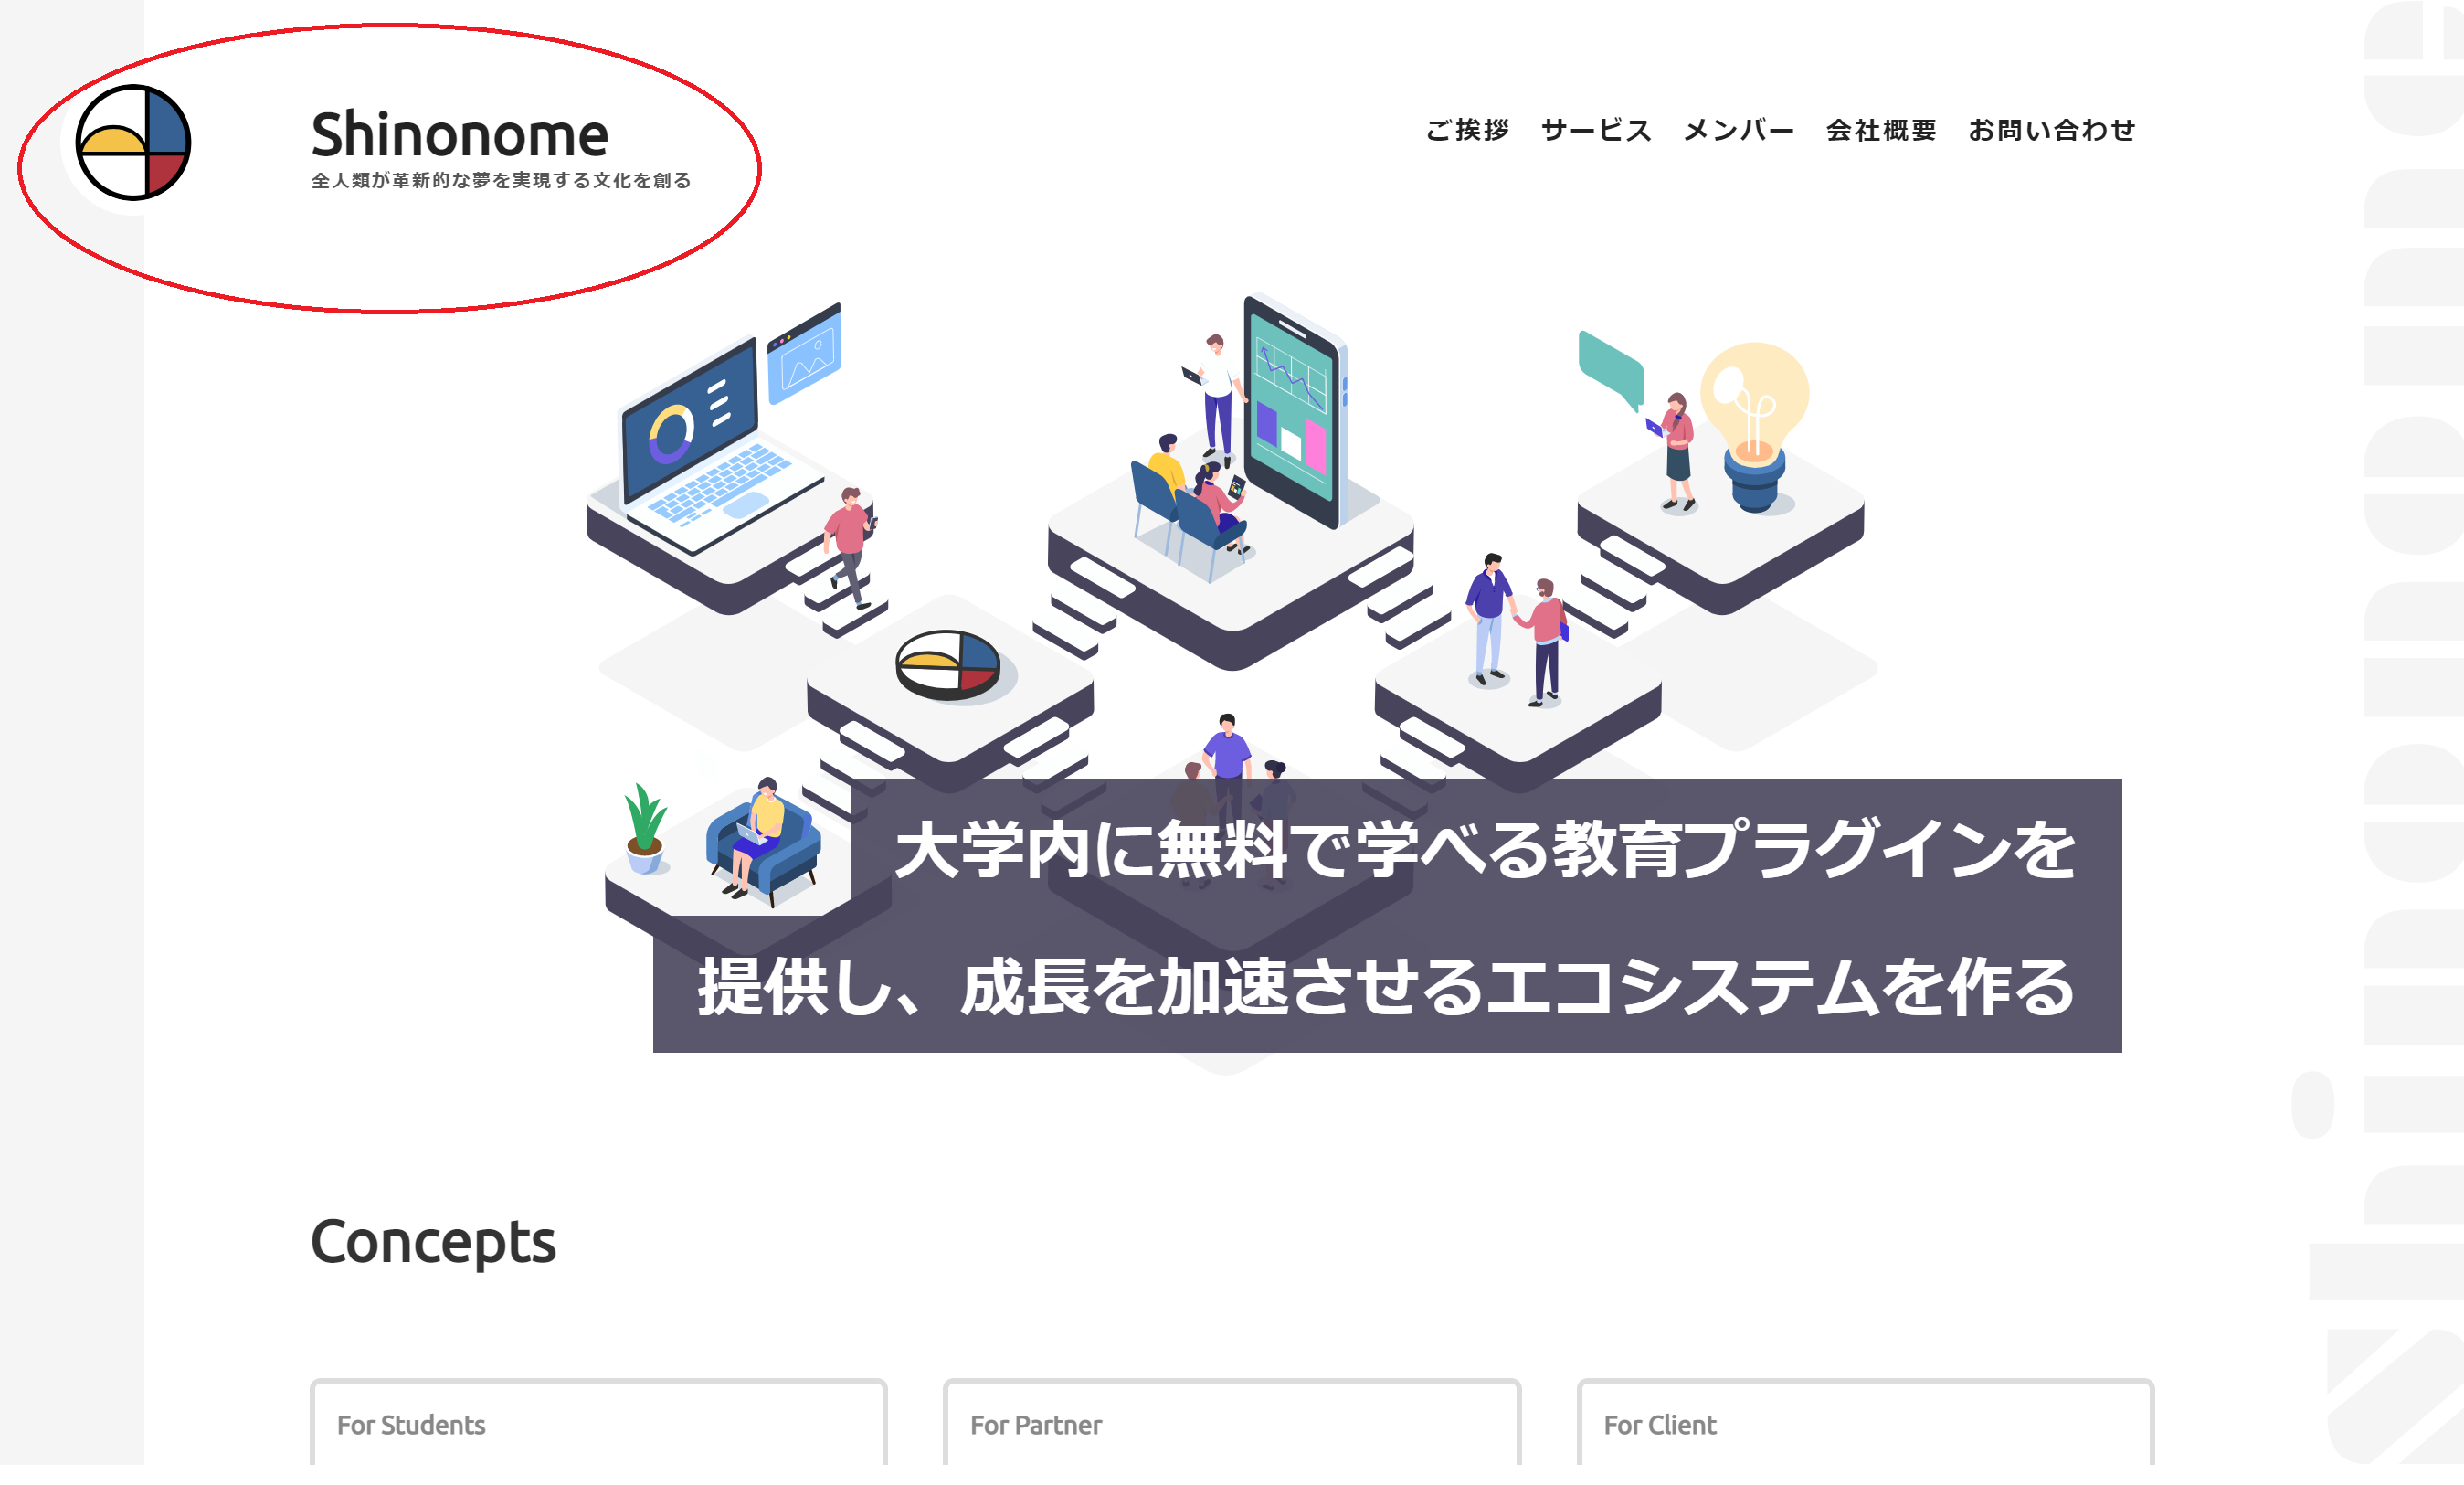 Shinonome
全人類が革新的な夢を実現する文化を創る
ご挨拶 サービス メンバー 会社概要 お問い合わせ
大学内に無料で学べる教育プラグインを
提供し、成長を加速させるエコシステムを作る
Concepts
For Students
For Partner
For Client
Shinonome